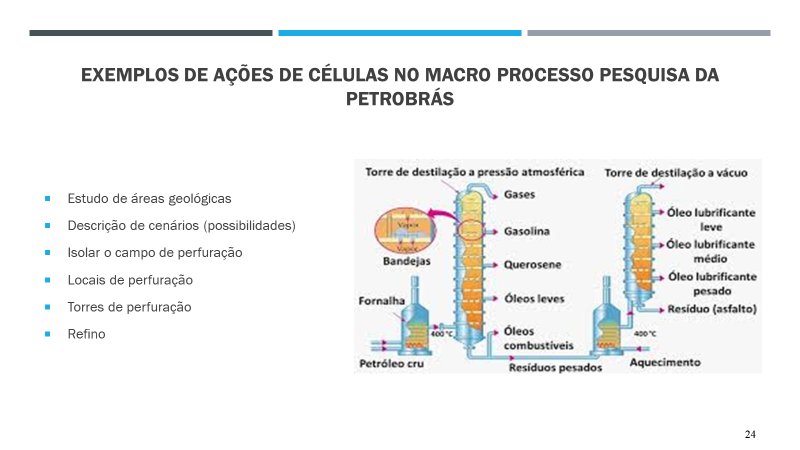 EXEMPLOS DE AÇÕES DE CÉLULAS NO MACRO PROCESSO PESQUISA DA
PETROBRÁS
Estudo de áreas geológicas
Descrição de cenários (possibilidades)
Isolar o campo de perfuração
Locais de perfuração
Torres de perfuração
Refino
Torre de destilação a pressão atmosférica
Torre de destilação a vácuo
Gases
Vapor
Vapor
Bandejas
Gasolina
Querosene
Óleos leves
Óleos
combustíveis
Fornalha
400 °C
Petróleo cru
Resíduos pesados
Óleo lubrificante
leve
Óleo lubrificante
médio
Óleo lubrificante
pesado
Resíduo (asfalto)
400 °C
Aquecimento
24